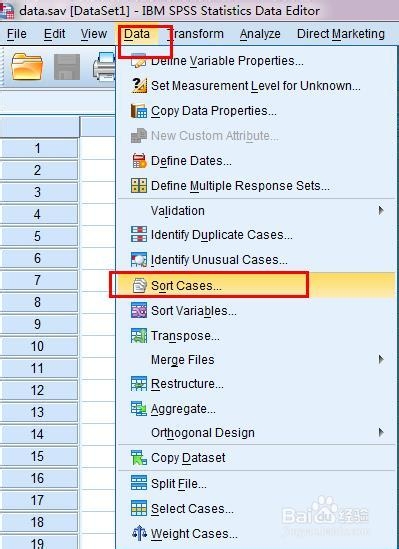 data.sav [DataSet1] - IBM SPSS Statistics Data Editor
File Edit View Data Transform Analyze Direct Marketing
Define Variable Properties...
Set Measurement Level for Unknown...
Copy Data Properties...
New Custom Attribute...
Define Dates...
Define Multiple Response Sets...
Validation
Identify Duplicate Cases...
Identify Unusual Cases...
Sort Cases...
Sort Variables...
Transpose...
Merge Files
Restructure...
Aggregate...
Orthogonal Design
Copy Dataset
Split File...
Select Cases...
Weight Cases...
1
2
3
4
5
6
7
8
9
10
11
12
13
14
15
16
17
18
19
Baidu 经验